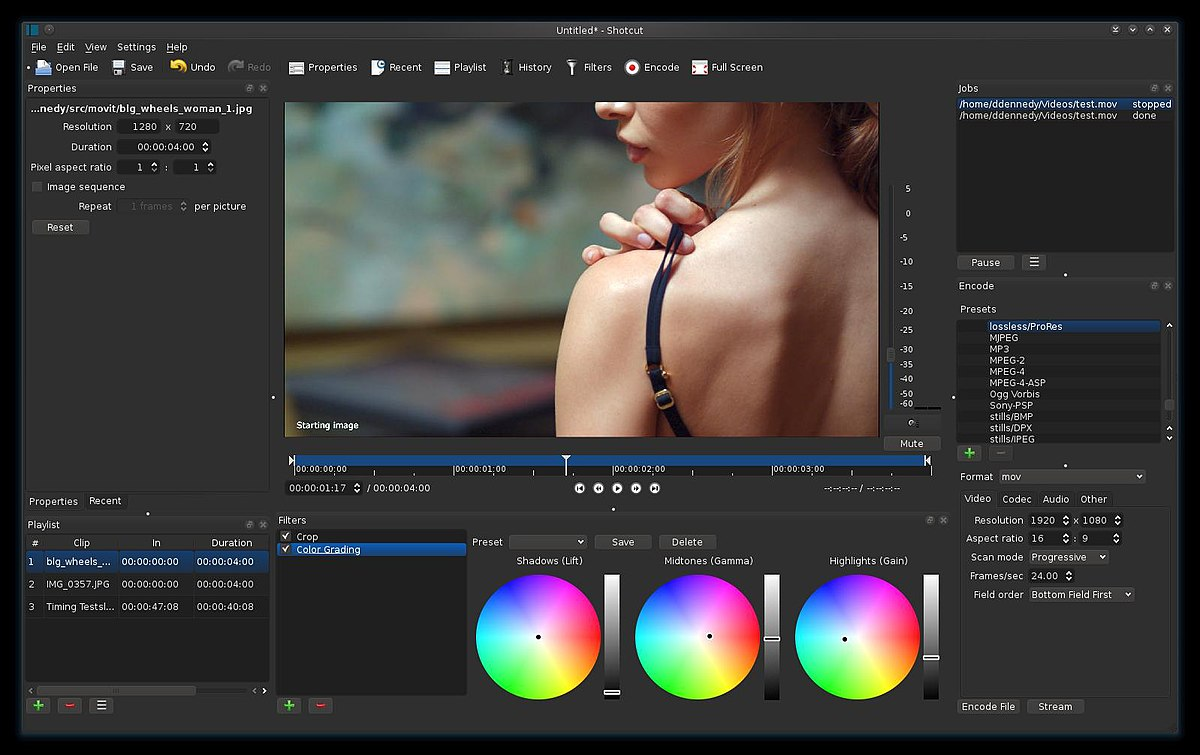 Untitled* - Shotcut
File Edit View Settings Help
Open File Save Undo Redo Properties Recent Playlist History Filters Encode Full Screen
Properties
...nedy/src/movit/blg_wheels_woman_1.jpg
Resolution 1280 x 720
Duration 00:00:04:00
Pixel aspect ratio 1 : 1
Image sequence
Repeat 1 frames per picture
Reset
Properties Recent
Playlist
# Clip In Duration
1 blg_wheels_... 00:00:00:00 00:00:04:00
2 IMG_0357.JPG 00:00:00:00 00:00:04:00
3 Timing Testsl... 00:00:47:08 00:00:40:08
Starting image
5
0
-5
-10
-15
-20
-25
-30
-35
-40
-50
-60
Mute
00:00:00:00 00:00:01:00 00:00:02:00 00:00:03:00
00:00:01:17 / 00:00:04:00 --:--:--:-- / --:--:--:--
Filters
Crop
Color Grading
Preset Save Delete
Shadows (Lift) Midtones (Gamma) Highlights (Gain)
Jobs
/home/ddennedy/Videos/test.mov stopped
/home/ddennedy/Videos/test.mov done
Pause
Encode
Presets
lossless/ProRes
MJPEG
MP3
MPEG-2
MPEG-4
MPEG-4-ASP
Ogg Vorbis
Sony-PSP
stills/BMP
stills/DPX
stills/JPEG
Format mov
Video Codec Audio Other
Resolution 1920 x 1080
Aspect ratio 16 : 9
Scan mode Progressive
Frames/sec 24.00
Field order Bottom Field First
Encode File Stream